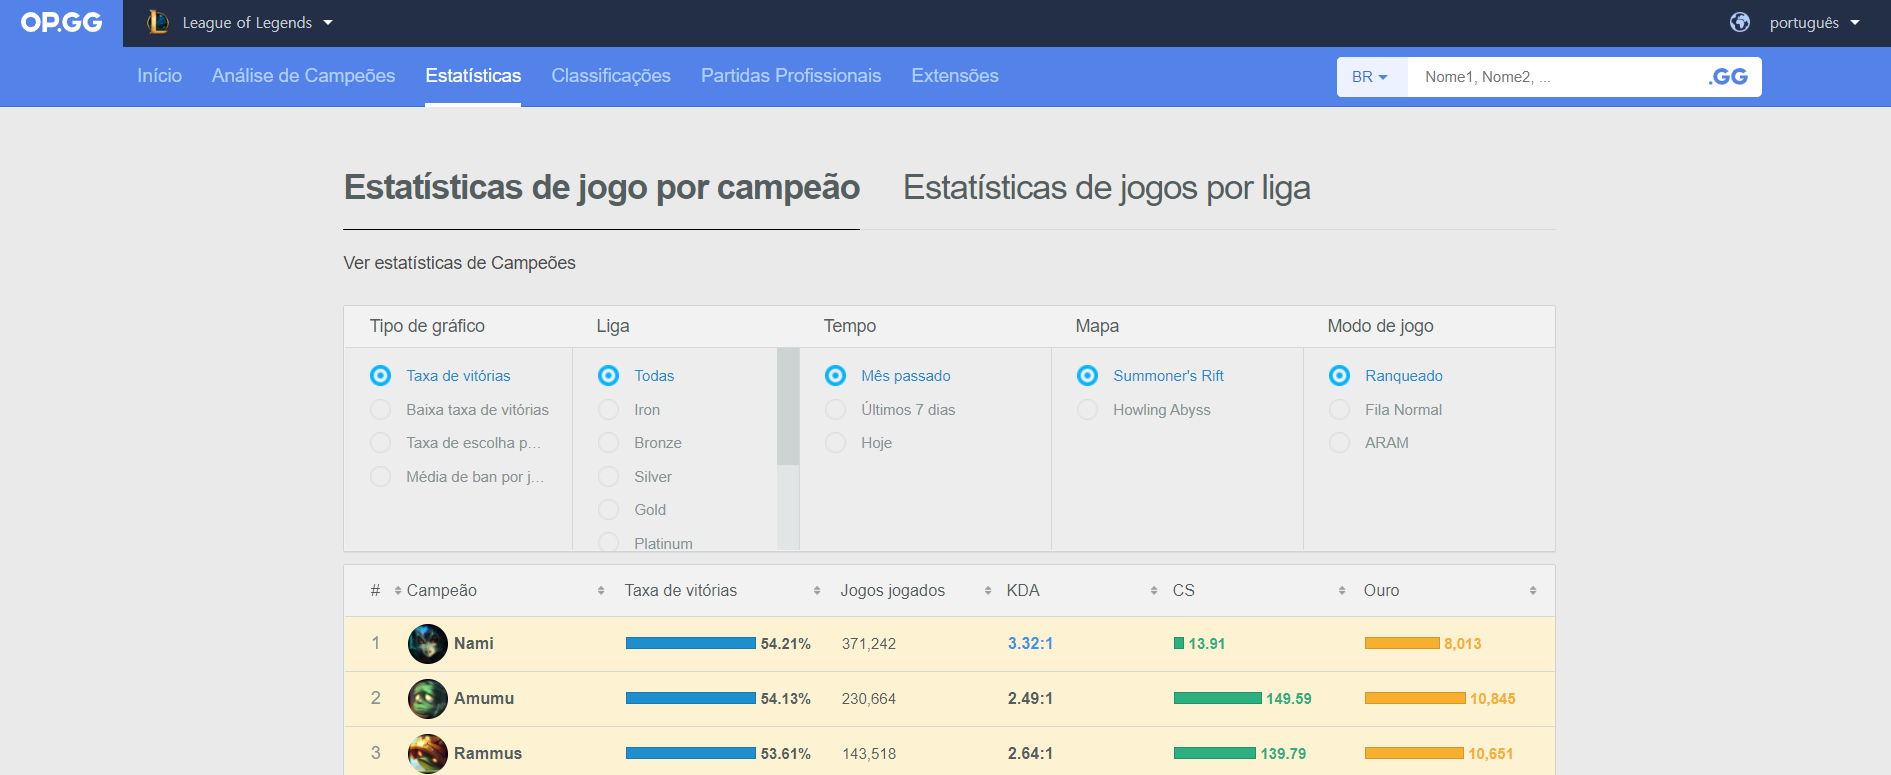 OP.GG League of Legends português
Início Análise de Campeões Estatísticas Classificações Partidas Profissionais Extensões BR Nome1, Nome2, ... .GG
Estatísticas de jogo por campeão Estatísticas de jogos por liga
Ver estatísticas de Campeões
Tipo de gráfico Liga Tempo Mapa Modo de jogo
Taxa de vitórias Todas Mês passado Summoner's Rift Ranqueado
Baixa taxa de vitórias Iron Últimos 7 dias Howling Abyss Fila Normal
Taxa de escolha p... Bronze Hoje ARAM
Média de ban por j... Silver
Gold
Platinum
# Campeão Taxa de vitórias Jogos jogados KDA CS Ouro
1 Nami 54.21% 371,242 3.32:1 13.91 8,013
2 Amumu 54.13% 230,664 2.49:1 149.59 10,845
3 Rammus 53.61% 143,518 2.64:1 139.79 10,651